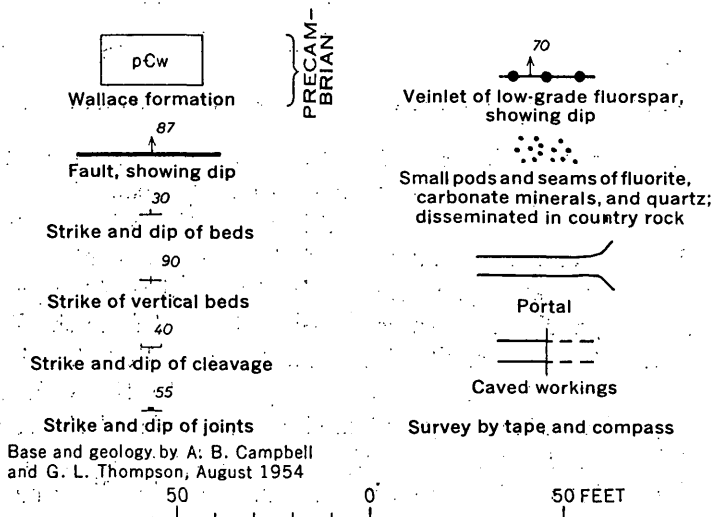 p€w
PRECAM-
BRIAN
Wallace formation
87
Fault, showing dip
30
Strike and dip of beds
90
Strike of vertical beds
40
Strike and dip of cleavage
55
Strike and dip of joints
Base and geology by A. B. Campbell
and G. L. Thompson, August 1954
70
Veinlet of low-grade fluorspar,
showing dip
Small pods and seams of fluorite,
carbonate minerals, and quartz;
disseminated in country rock
Portal
Caved workings
Survey by tape and compass
50 0 50 FEET